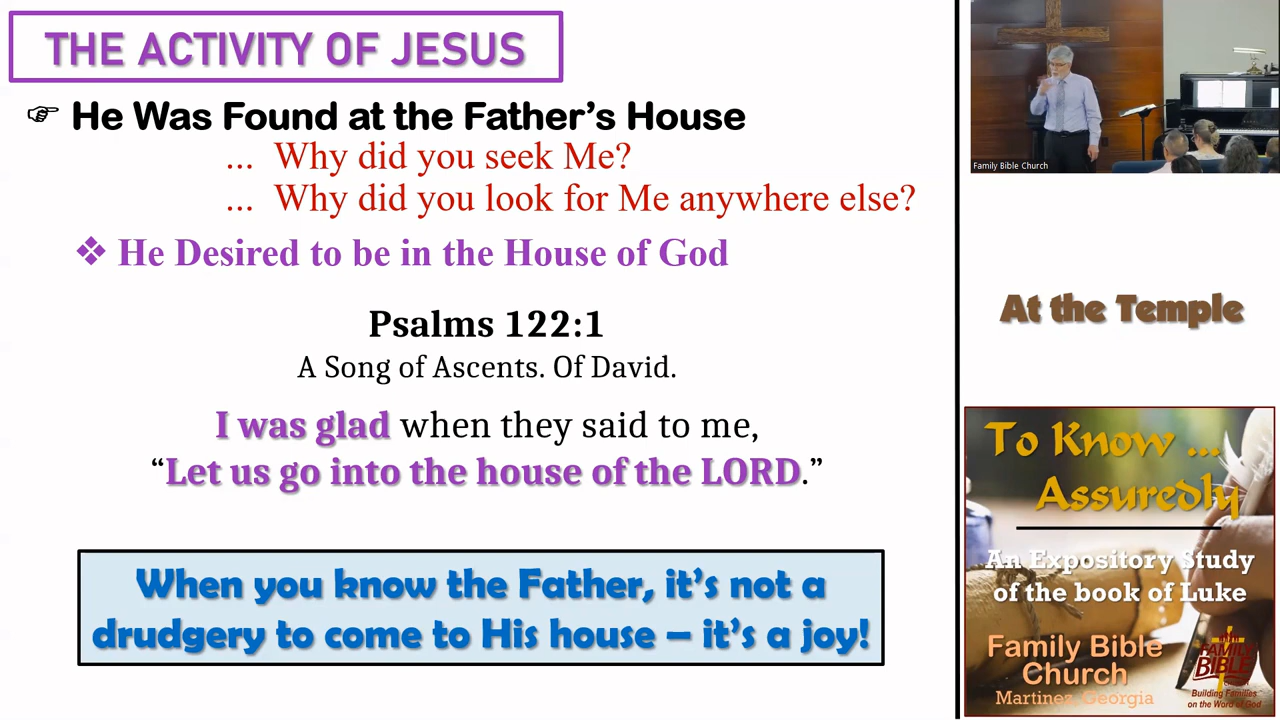 THE ACTIVITY OF JESUS
☞ He Was Found at the Father’s House
... Why did you seek Me?
... Why did you look for Me anywhere else?
❖ He Desired to be in the House of God
Psalms 122:1
A Song of Ascents. Of David.
I was glad when they said to me,
“Let us go into the house of the LORD.”
When you know the Father, it’s not a
drudgery to come to His house – it’s a joy!
Family Bible Church
At the Temple
To Know ...
Assuredly
An Expository Study
of the book of Luke
Family Bible
Church
Martinez, Georgia
FAMILY
BIBLE
Building Families
on the Word of God